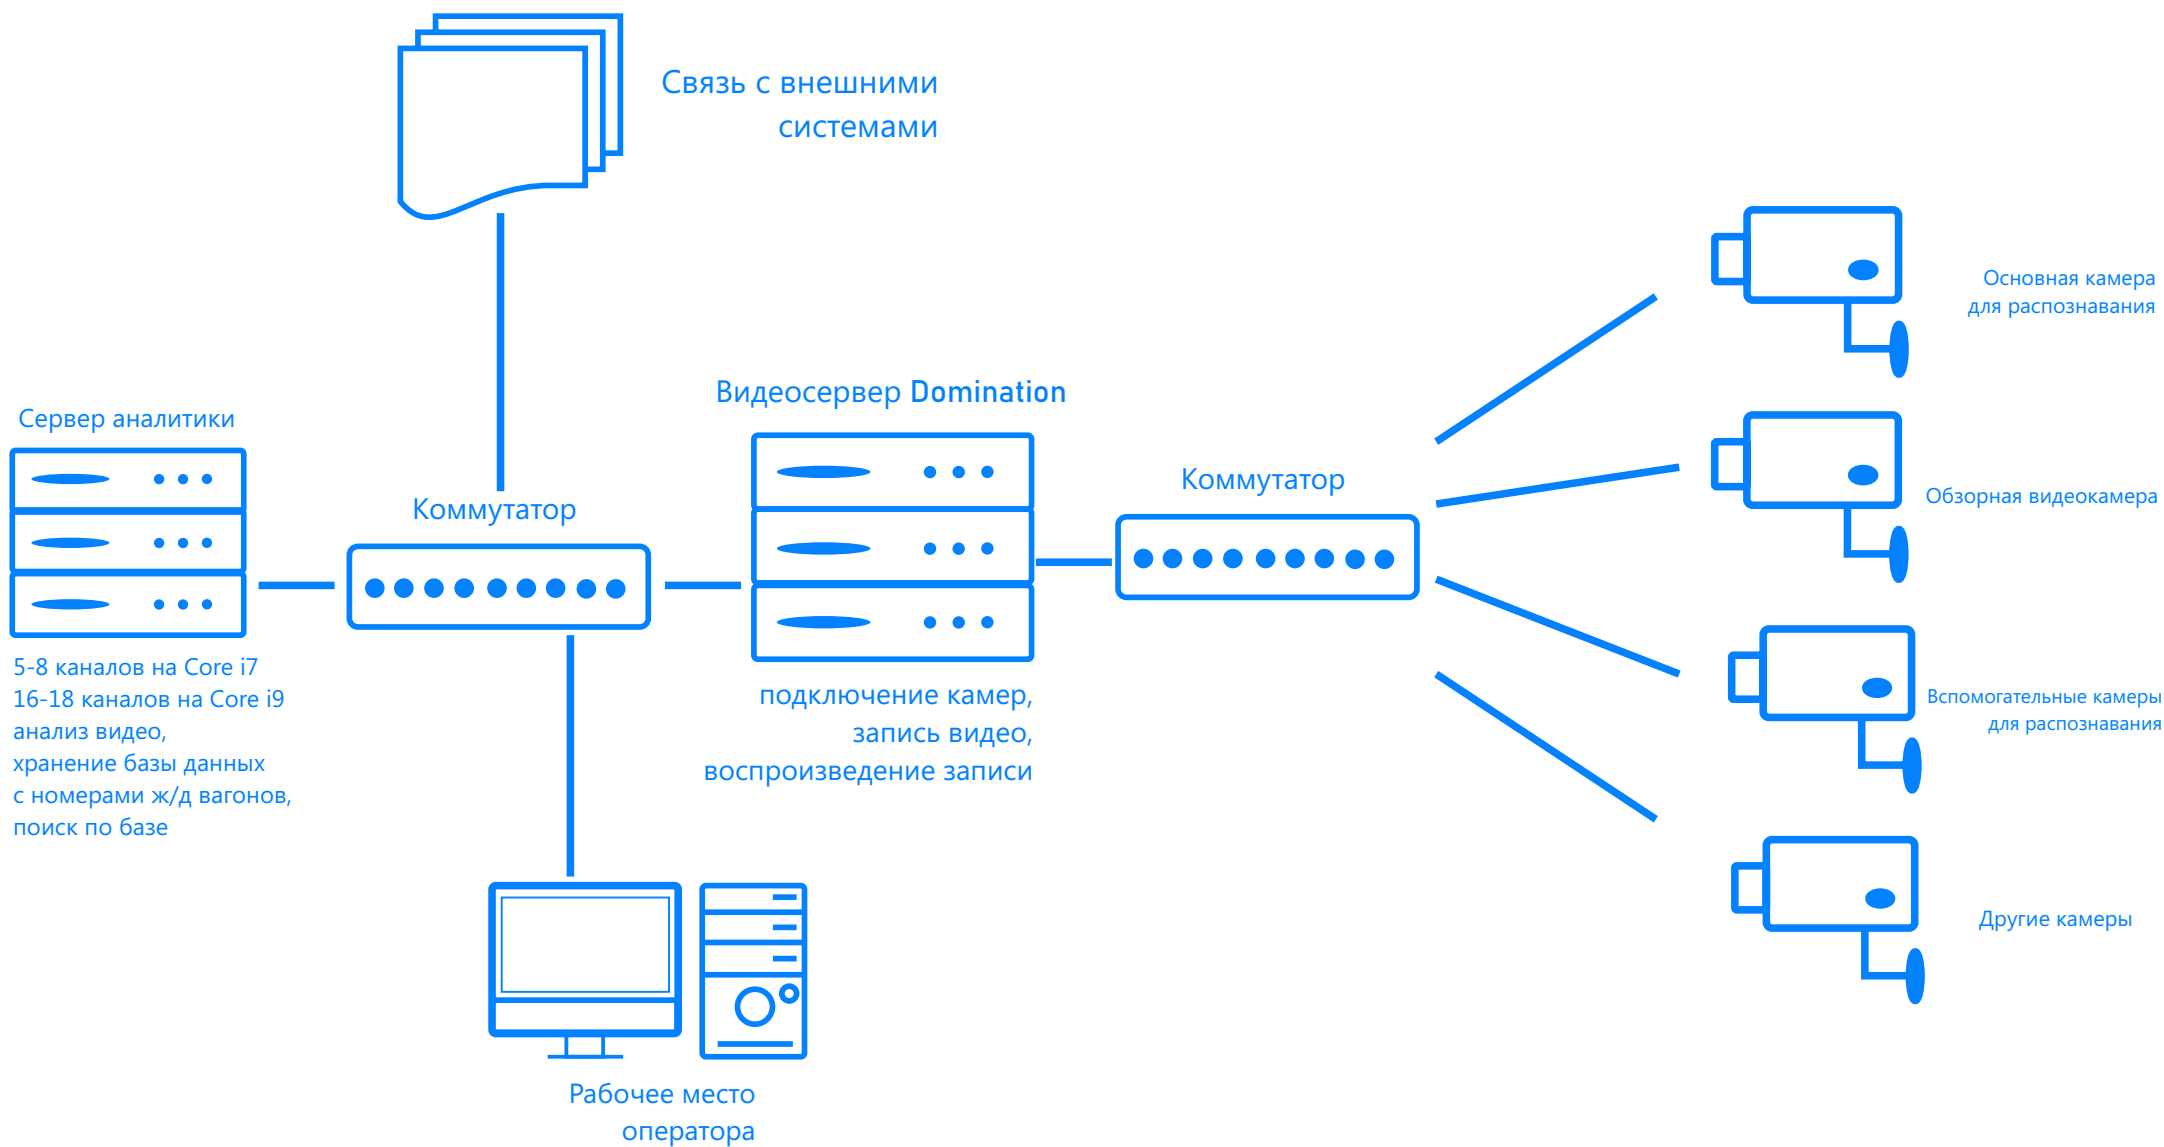 Связь с внешними
системами
Сервер аналитики
5-8 каналов на Core i7
16-18 каналов на Core i9
анализ видео,
хранение базы данных
с номерами ж/д вагонов,
поиск по базе
Коммутатор
Видеосервер Domination
подключение камер,
запись видео,
воспроизведение записи
Коммутатор
Основная камера
для распознавания
Обзорная видеокамера
Вспомогательные камеры
для распознавания
Другие камеры
Рабочее место
оператора